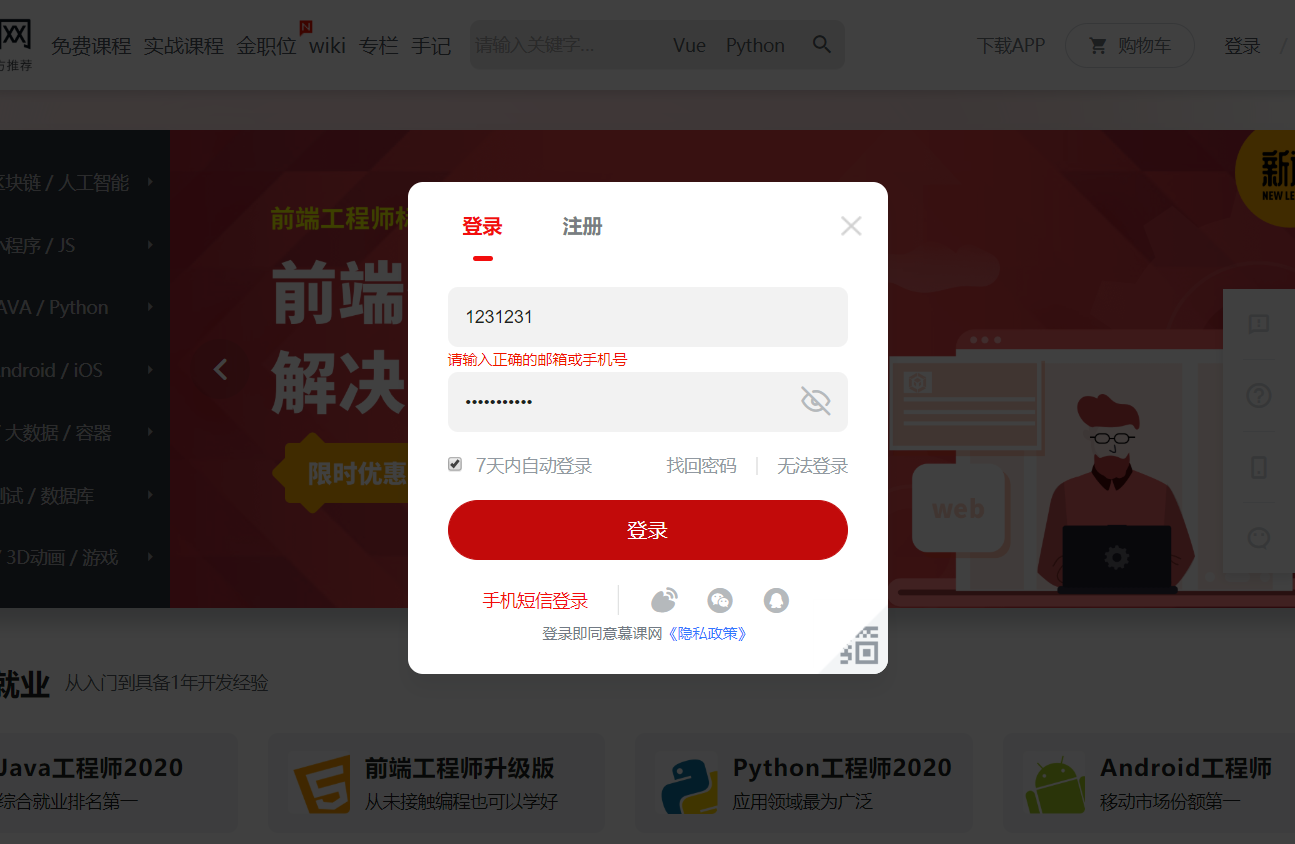 网
方推荐
免费课程 实战课程 金职位 N wiki 专栏 手记
请输入关键字... Vue Python
下载APP 购物车 登录 /
区块链 / 人工智能
小程序 / JS
JAVA / Python
Android / iOS
/ 大数据 / 容器
测试 / 数据库
/ 3D动画 / 游戏
前端工程师标
前端
解决
限时优惠
NEW LE
web
登录 注册
1231231
请输入正确的邮箱或手机号
•••••••••••
7天内自动登录 找回密码 无法登录
登录
手机短信登录
登录即同意慕课网《隐私政策》
就业 从入门到具备1年开发经验
Java工程师2020
综合就业排名第一
前端工程师升级版
从未接触编程也可以学好
Python工程师2020
应用领域最为广泛
Android工程师
移动市场份额第一